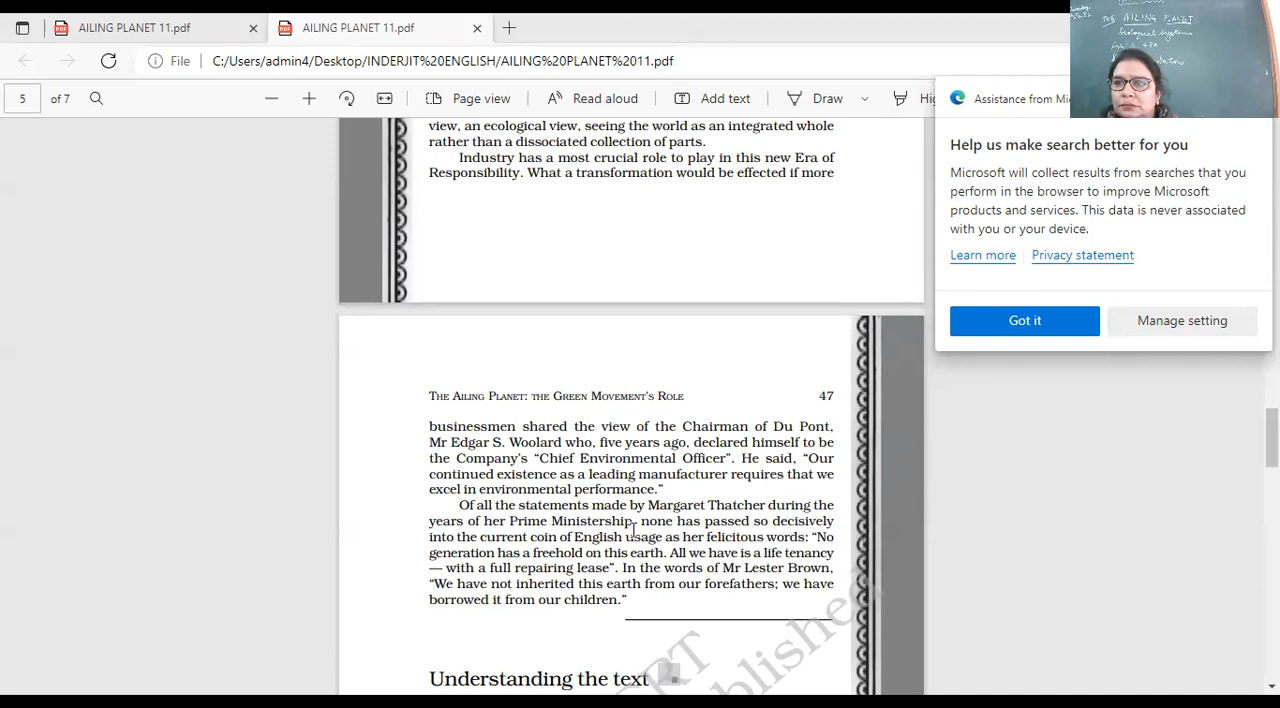 AILING PLANET 11.pdf
AILING PLANET 11.pdf
File
C:/Users/admin4/Desktop/INDERJIT%20ENGLISH/AILING%20PLANET%2011.pdf
5 of 7
Page view
Read aloud
Add text
Draw
THE AILING PLANET
Assistance from
Help us make search better for you
Microsoft will collect results from searches that you
perform in the browser to improve Microsoft
products and services. This data is never associated
with you or your device.
Learn more
Privacy statement
Got it
Manage setting
view, an ecological view, seeing the world as an integrated whole
rather than a dissociated collection of parts.
Industry has a most crucial role to play in this new Era of
Responsibility. What a transformation would be effected if more
THE AILING PLANET: THE GREEN MOVEMENT'S ROLE 47
businessmen shared the view of the Chairman of Du Pont,
Mr Edgar S. Woolard who, five years ago, declared himself to be
the Company's “Chief Environmental Officer”. He said, “Our
continued existence as a leading manufacturer requires that we
excel in environmental performance.”
Of all the statements made by Margaret Thatcher during the
years of her Prime Ministership, none has passed so decisively
into the current coin of English usage as her felicitous words: “No
generation has a freehold on this earth. All we have is a life tenancy
— with a full repairing lease”. In the words of Mr Lester Brown,
“We have not inherited this earth from our forefathers; we have
borrowed it from our children.”
Understanding the text